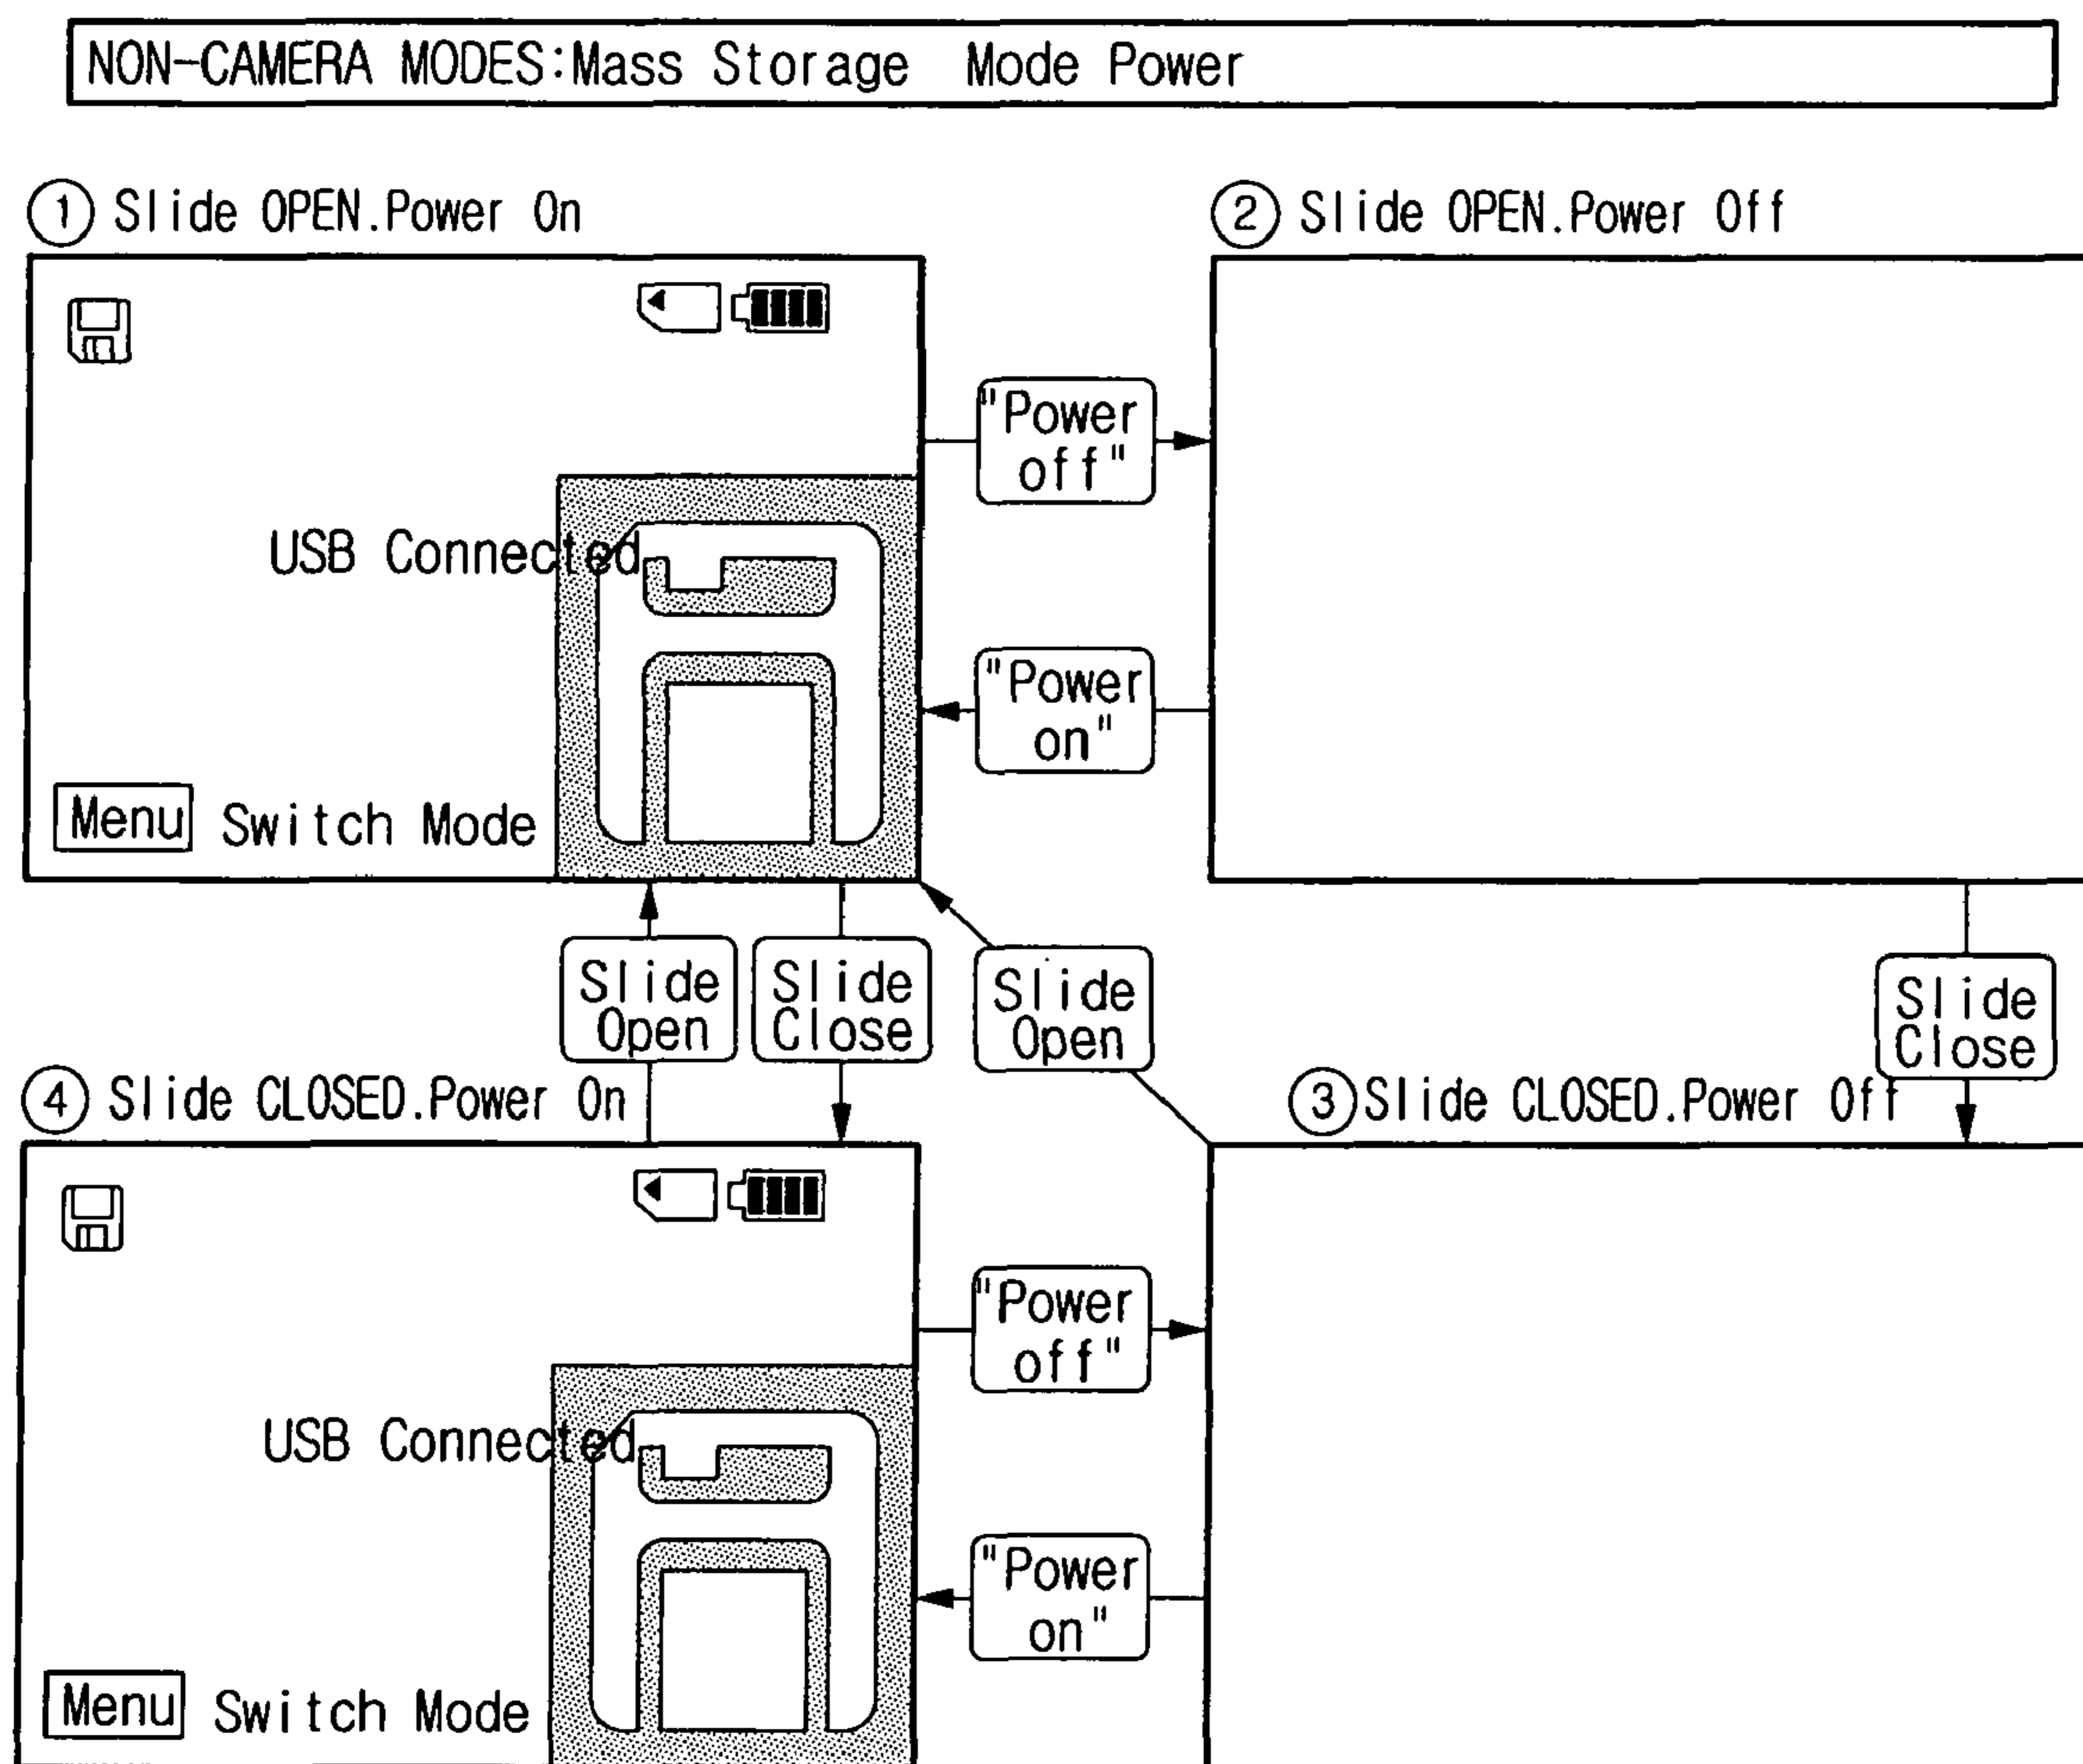 NON-CAMERA MODES:Mass Storage Mode Power
1 Slide OPEN.Power On
2 Slide OPEN.Power Off
"Power
off"
USB Connected
"Power
on"
Menu Switch Mode
Slide
Open
Slide
Close
Slide
Open
Slide
Close
4 Slide CLOSED.Power On
3 Slide CLOSED.Power Off
"Power
off"
USB Connected
"Power
on"
Menu Switch Mode